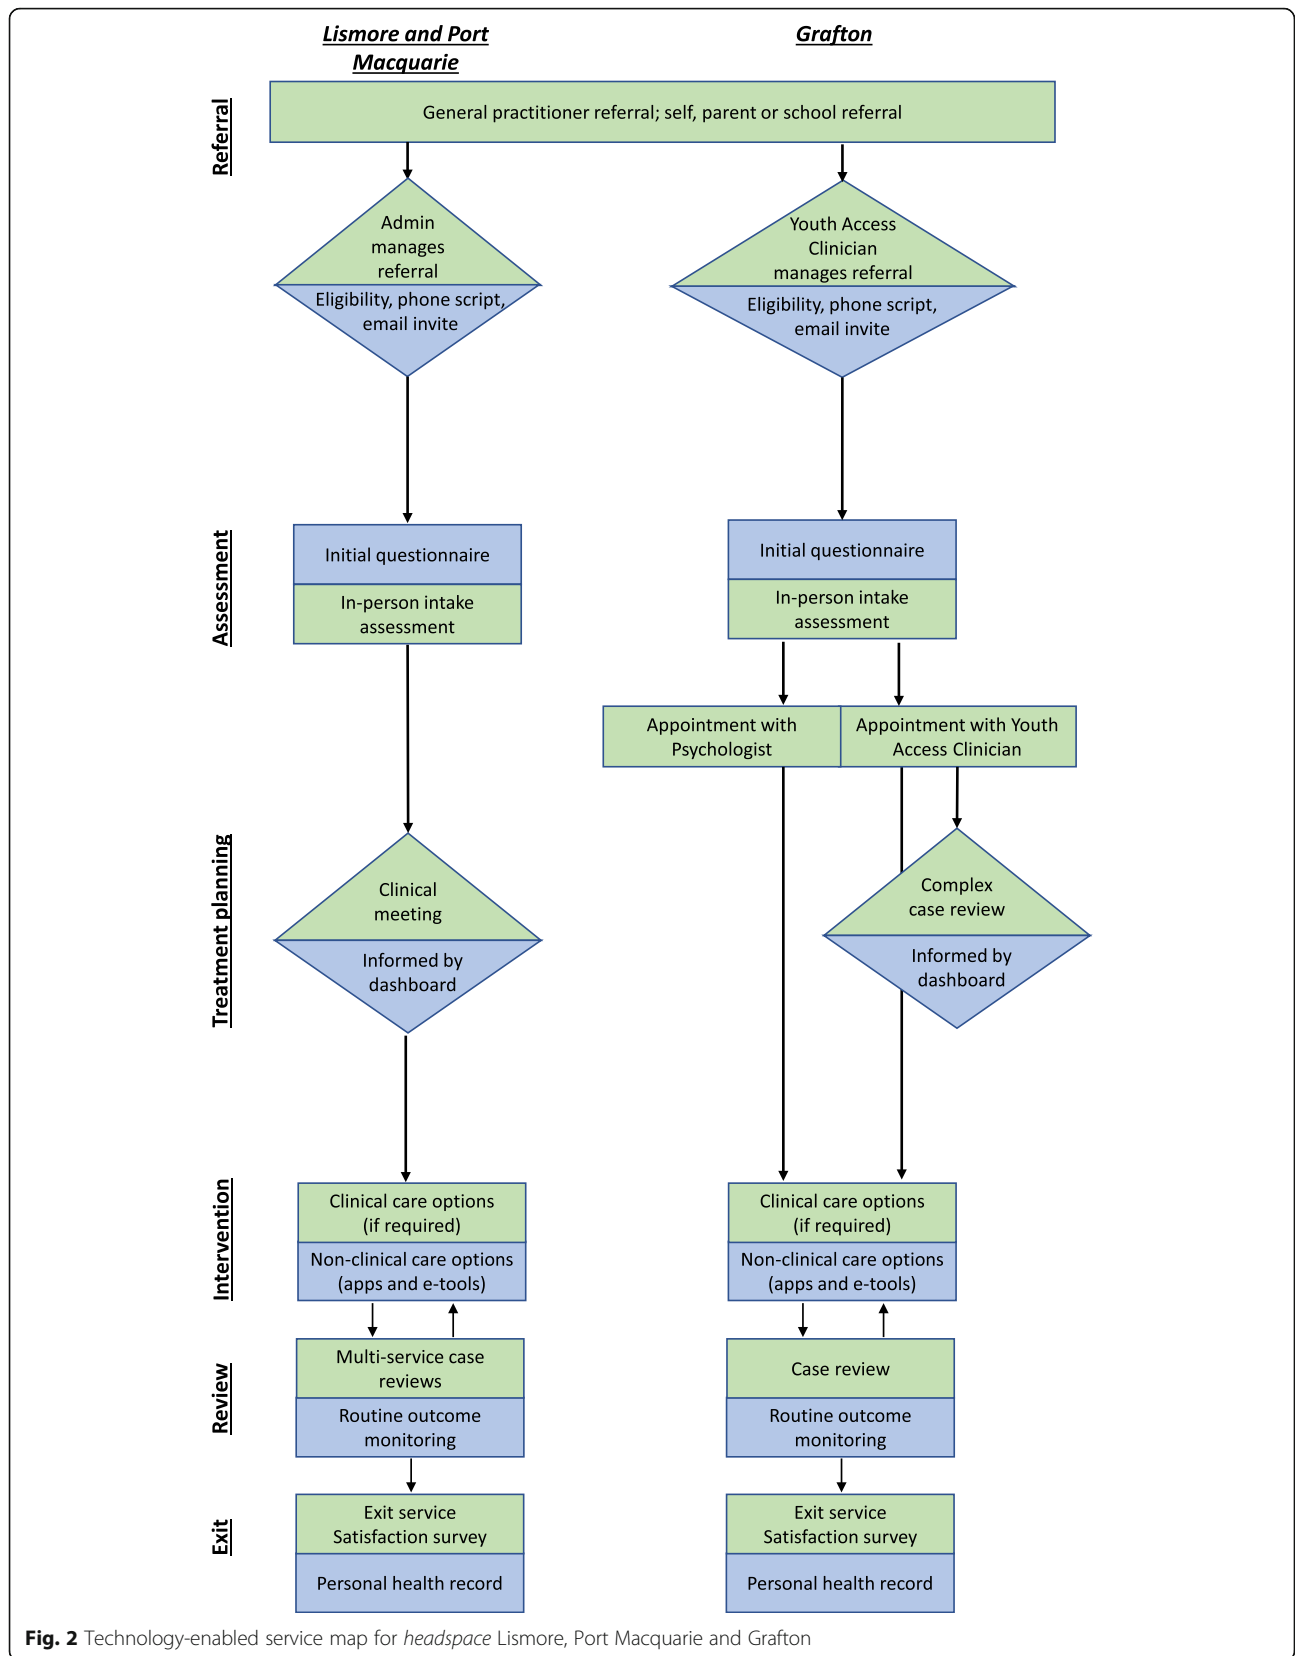 Lismore and Port
Macquarie
Grafton
Referral
General practitioner referral; self, parent or school referral
Admin
manages
referral
Eligibility, phone script,
email invite
Youth Access
Clinician
manages referral
Eligibility, phone script,
email invite
Assessment
Initial questionnaire
In-person intake
assessment
Initial questionnaire
In-person intake
assessment
Appointment with
Psychologist
Appointment with Youth
Access Clinician
Treatment planning
Clinical
meeting
Informed by
dashboard
Complex
case review
Informed by
dashboard
Intervention
Clinical care options
(if required)
Non-clinical care options
(apps and e-tools)
Clinical care options
(if required)
Non-clinical care options
(apps and e-tools)
Review
Multi-service case
reviews
Routine outcome
monitoring
Case review
Routine outcome
monitoring
Exit
Exit service
Satisfaction survey
Personal health record
Exit service
Satisfaction survey
Personal health record
Fig. 2 Technology-enabled service map for headspace Lismore, Port Macquarie and Grafton